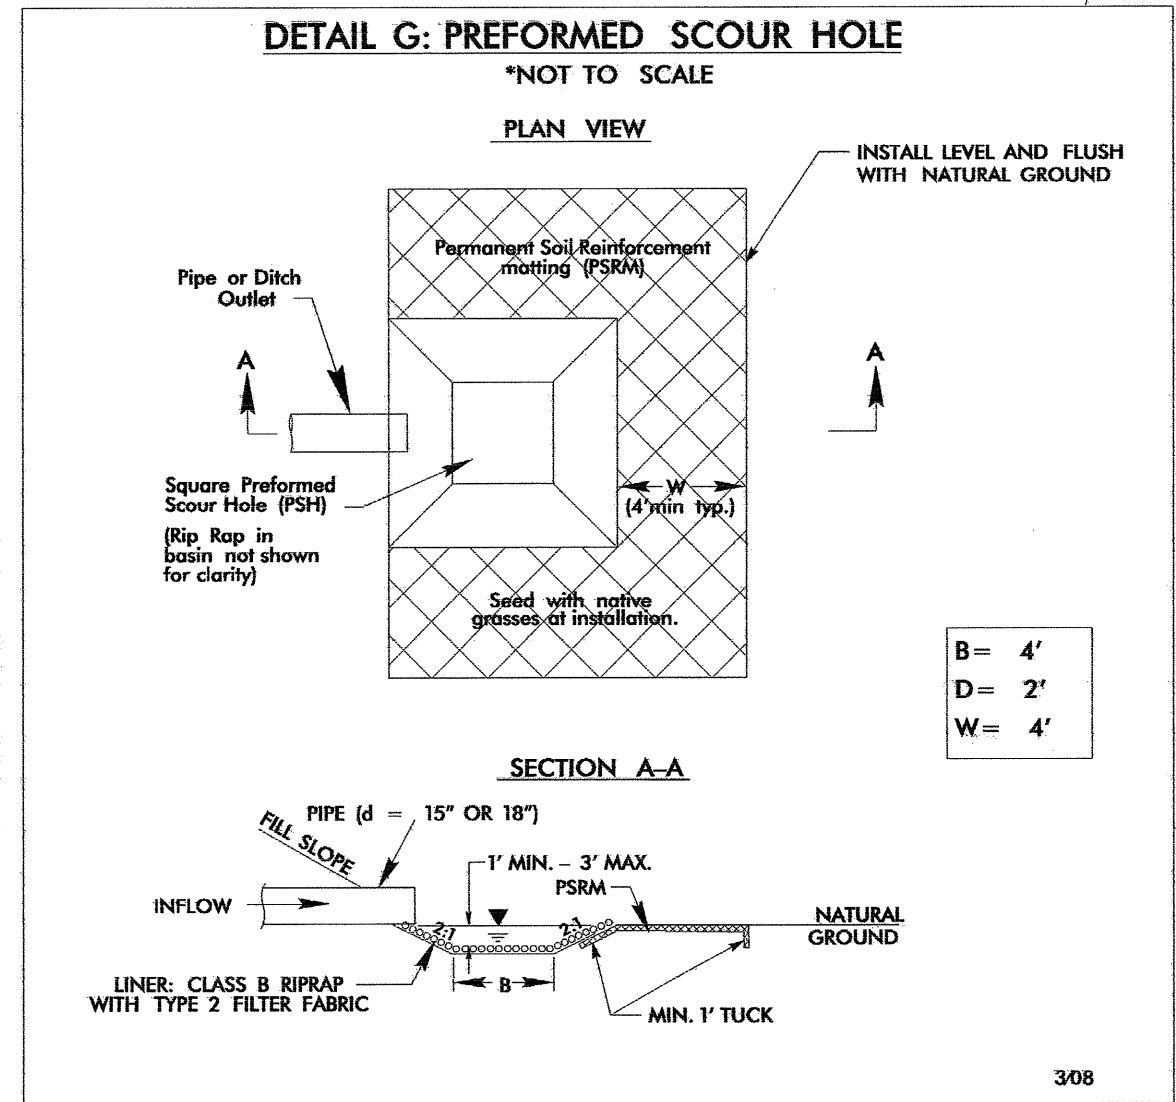 DETAIL G: PREFORMED SCOUR HOLE
*NOT TO SCALE
PLAN VIEW
INSTALL LEVEL AND FLUSH
WITH NATURAL GROUND
Permanent Soil Reinforcement
matting (PSRM)
Pipe or Ditch
Outlet
A
A
Square Preformed
Scour Hole (PSH)
(Rip Rap in
basin not shown
for clarity)
W
(4'min typ.)
Seed with native
grasses at installation.
B= 4'
D= 2'
W= 4'
SECTION A-A
PIPE (d = 15" OR 18")
FILL SLOPE
1' MIN. - 3' MAX.
PSRM
INFLOW
2:1
2:1
NATURAL
GROUND
B
LINER: CLASS B RIPRAP
WITH TYPE 2 FILTER FABRIC
MIN. 1' TUCK
3/08